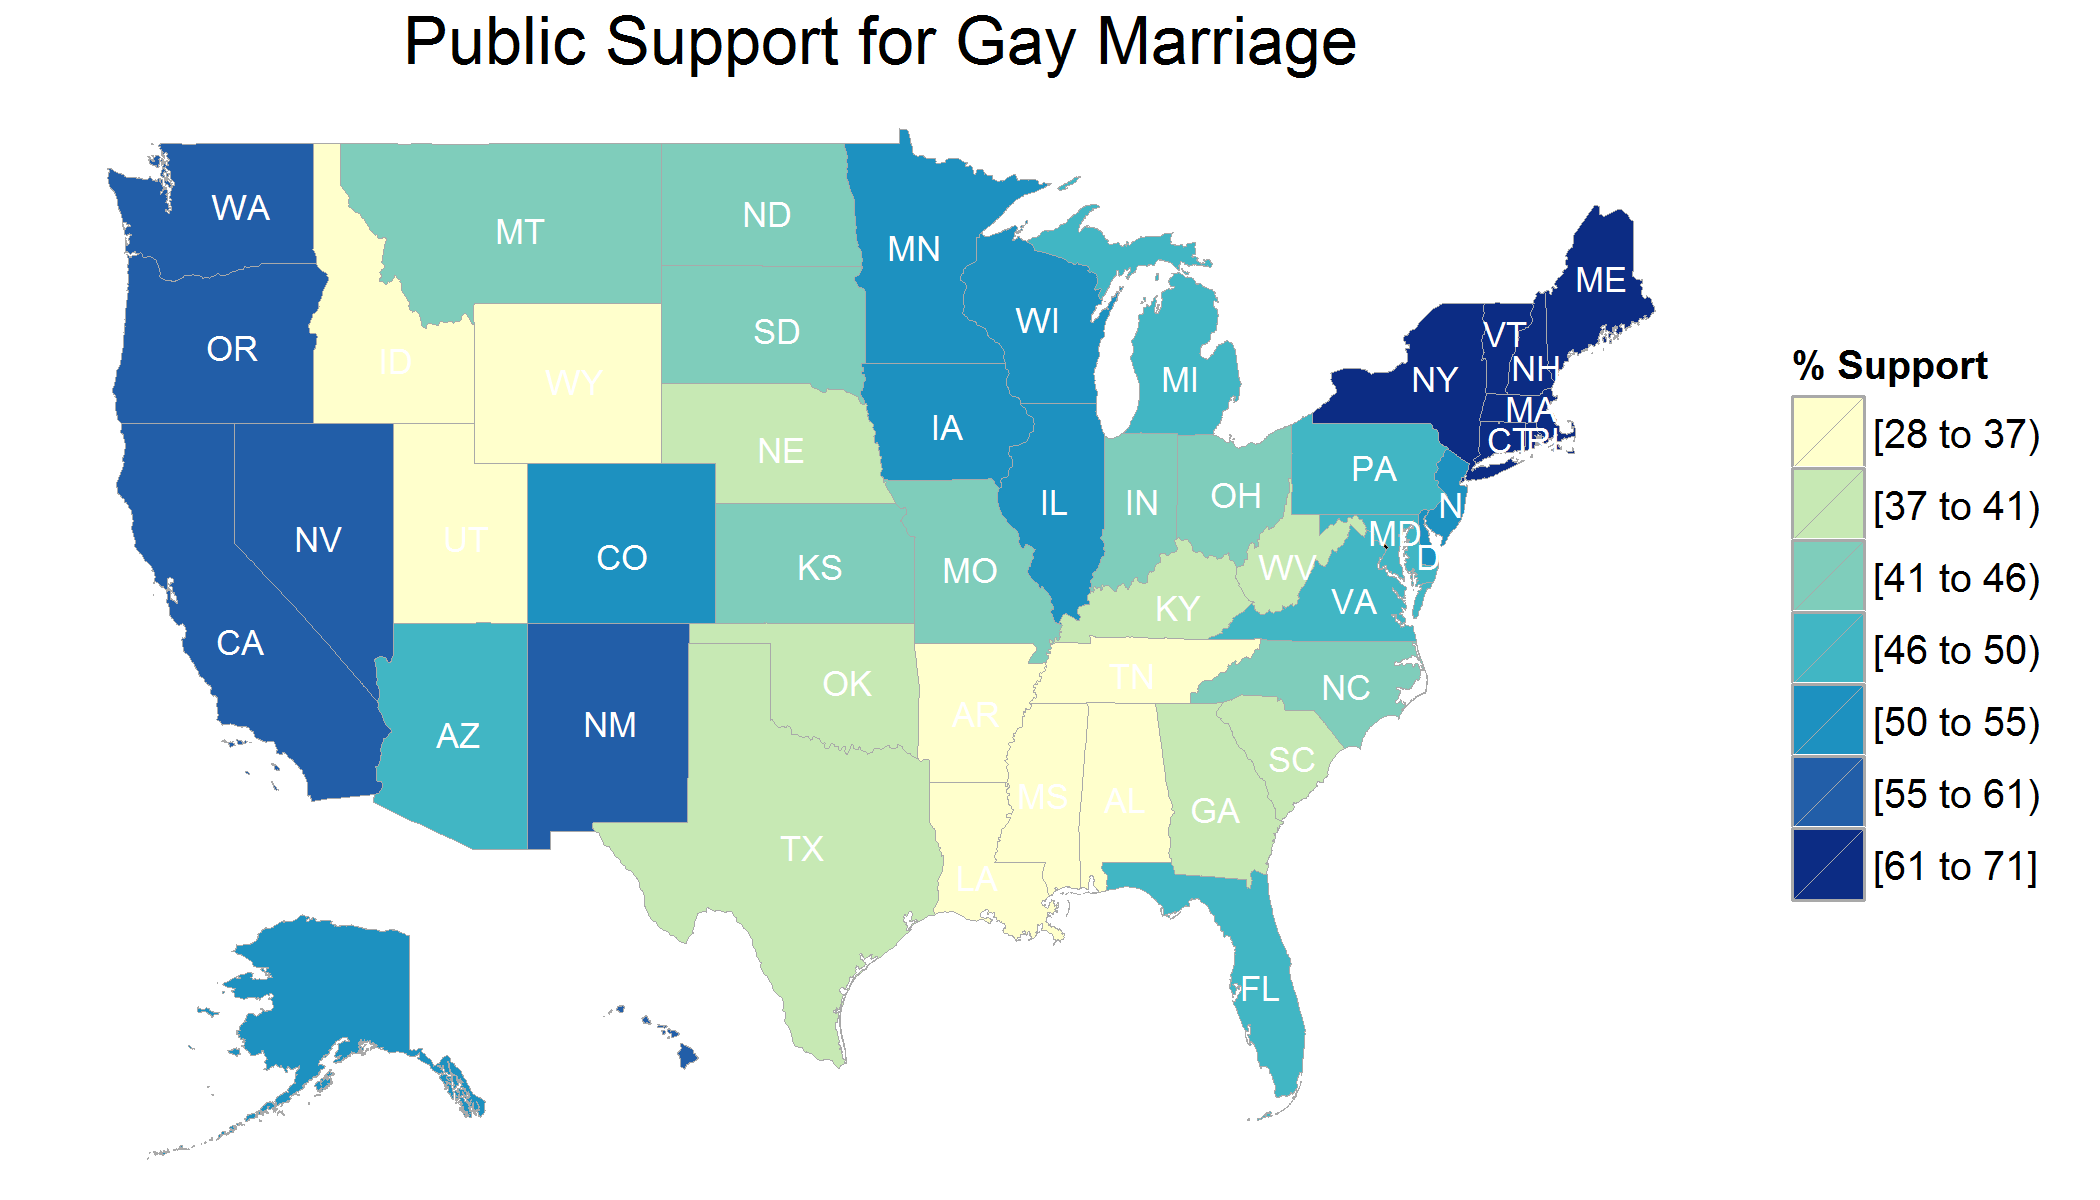 Public Support for Gay Marriage
WA
MT
ND
MN
ME
OR
ID
WY
SD
WI
MI
NY
VT
NH
MA
CT
RI
NE
IA
PA
N
NV
UT
CO
KS
MO
IL
IN
OH
WV
MD
D
VA
KY
CA
AZ
NM
OK
AR
TN
NC
SC
TX
LA
MS
AL
GA
FL
% Support
[28 to 37)
[37 to 41)
[41 to 46)
[46 to 50)
[50 to 55)
[55 to 61)
[61 to 71]